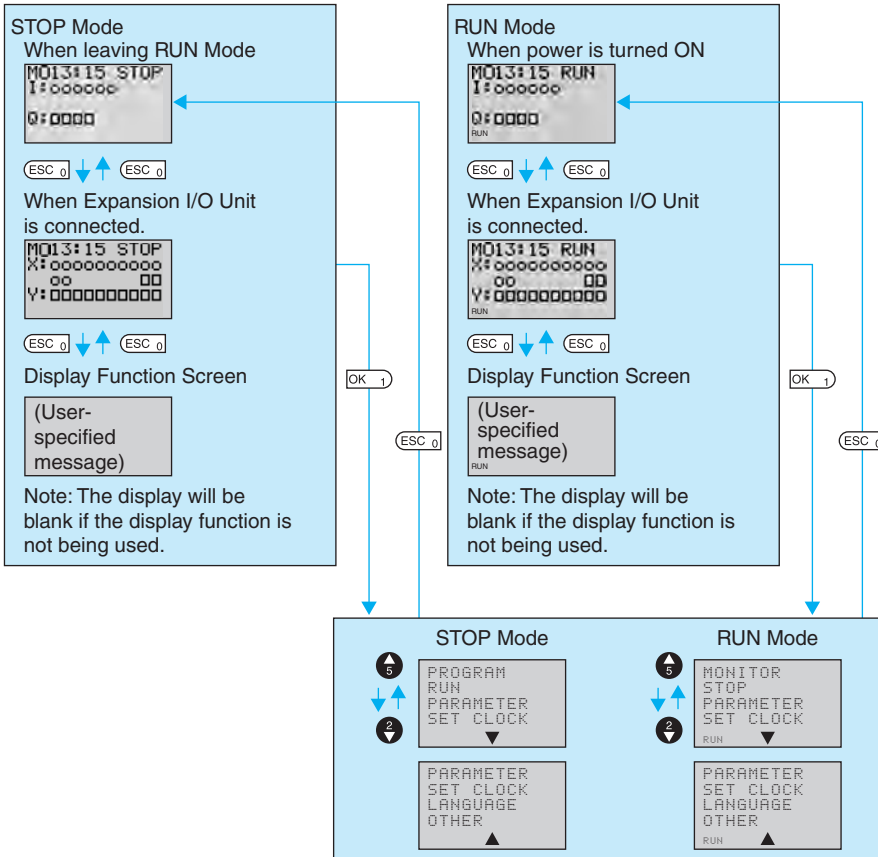 STOP Mode
When leaving RUN Mode
MO13:15 STOP
I:oooooo
Q:□□□□
ESC 0 ESC 0
When Expansion I/O Unit
is connected.
MO13:15 STOP
X:oooooooooo
oo □□
Y:□□□□□□□□□□
ESC 0 ESC 0
Display Function Screen
(User-
specified
message)
Note: The display will be
blank if the display function is
not being used.
OK 1
ESC 0
RUN Mode
When power is turned ON
MO13:15 RUN
I:oooooo
Q:□□□□
RUN
ESC 0 ESC 0
When Expansion I/O Unit
is connected.
MO13:15 RUN
X:oooooooooo
oo □□
Y:□□□□□□□□□□
RUN
ESC 0 ESC 0
Display Function Screen
(User-
specified
message)
RUN
Note: The display will be
blank if the display function is
not being used.
OK 1
ESC 0
STOP Mode
5
2
PROGRAM
RUN
PARAMETER
SET CLOCK
PARAMETER
SET CLOCK
LANGUAGE
OTHER
RUN Mode
5
2
MONITOR
STOP
PARAMETER
SET CLOCK
RUN
PARAMETER
SET CLOCK
LANGUAGE
OTHER
RUN